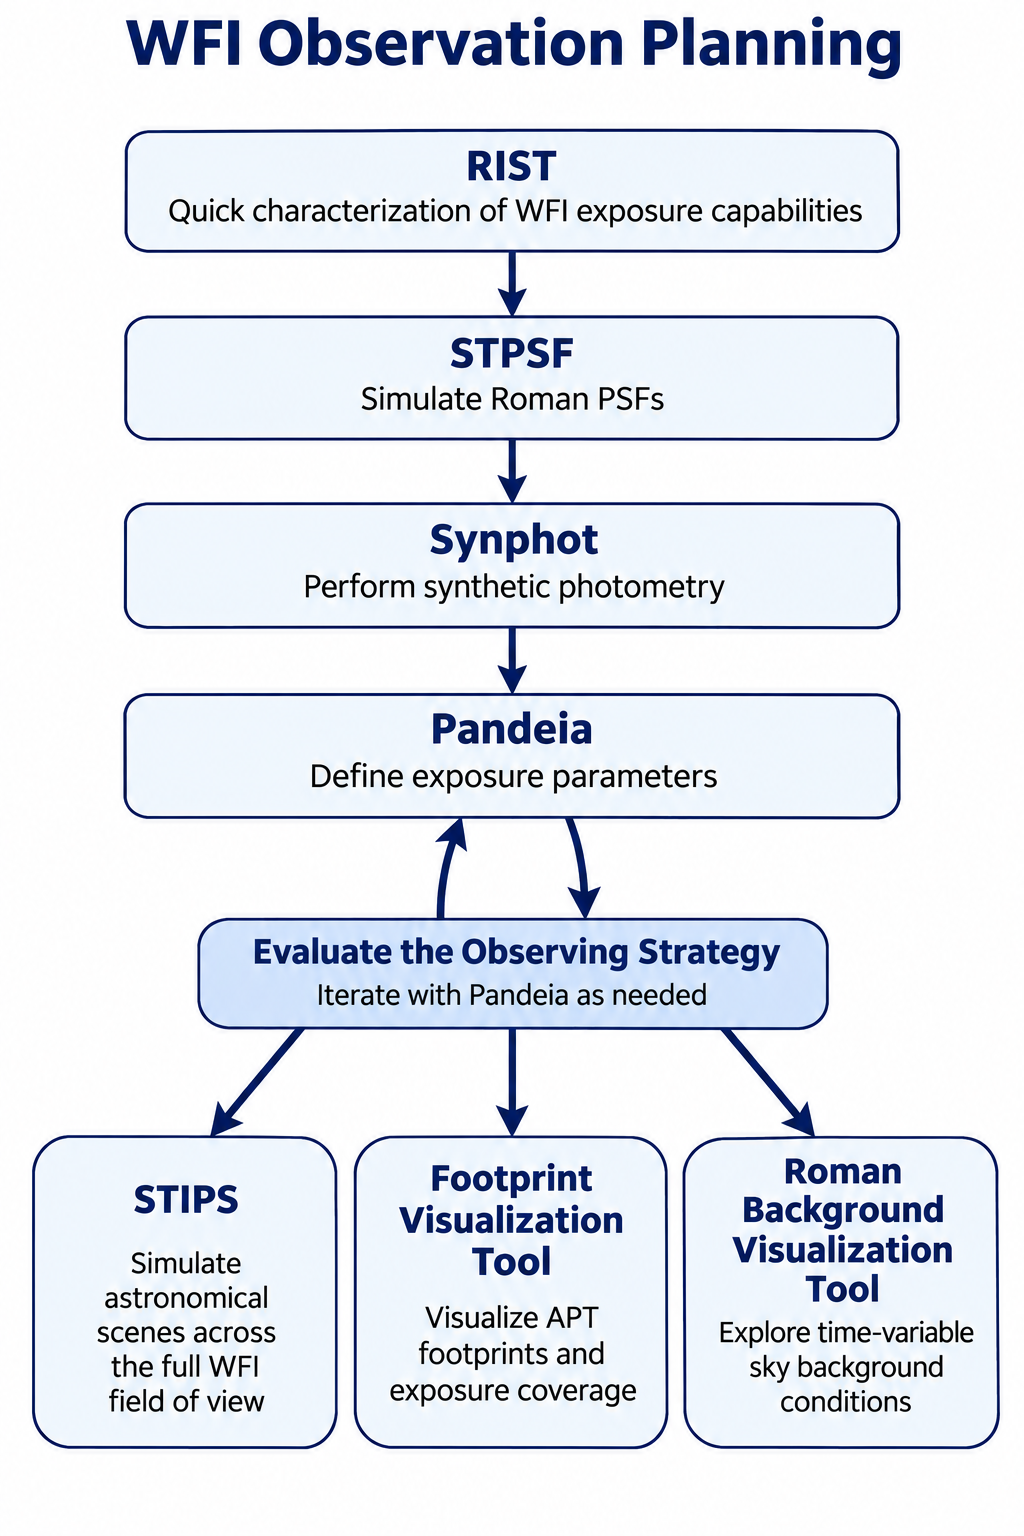 WFI Observation Planning
RIST
Quick characterization of WFI exposure capabilities
STPSF
Simulate Roman PSFs
Synphot
Perform synthetic photometry
Pandeia
Define exposure parameters
Evaluate the Observing Strategy
Iterate with Pandeia as needed
STIPS
Simulate
astronomical
scenes across
the full WFI
field of view
Footprint
Visualization
Tool
Visualize APT
footprints and
exposure coverage
Roman
Background
Visualization
Tool
Explore time-variable
sky background
conditions